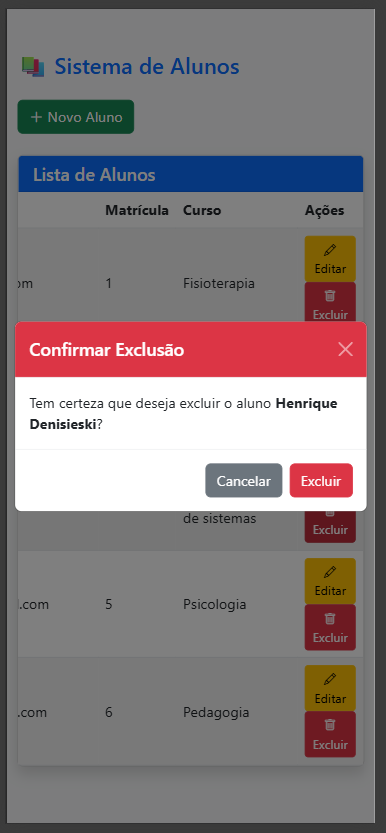 Sistema de Alunos
+ Novo Aluno
Lista de Alunos
Matrícula Curso Ações
om 1 Fisioterapia
Editar
Excluir
Confirmar Exclusão
Tem certeza que deseja excluir o aluno Henrique
Denisieski?
Cancelar Excluir
de sistemas
Excluir
l.com 5 Psicologia
Editar
Excluir
.com 6 Pedagogia
Editar
Excluir